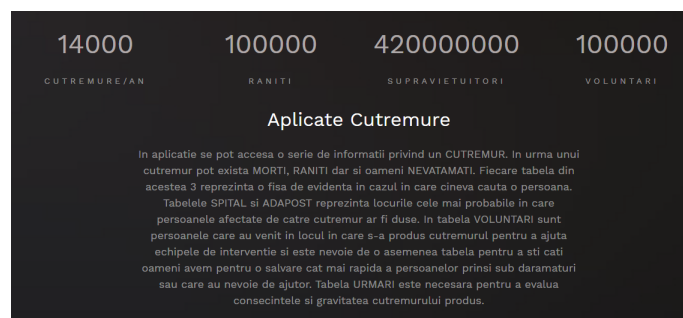 14000 100000 420000000 100000
CUTREMURE/AN RANITI SUPRAVIETUITORI VOLUNTARI
Aplicate Cutremure
In aplicatie se pot accesa o serie de informatii privind un CUTREMUR. In urma unui
cutremur pot exista MORTI, RANITI dar si oameni NEVATAMATI. Fiecare tabela din
acestea 3 reprezinta o fisa de evidenta in cazul in care cineva cauta o persoana.
Tabelele SPITAL si ADAPOST reprezinta locurile cele mai probabile in care
persoanele afectate de catre cutremur ar fi duse. In tabela VOLUNTARI sunt
persoanele care au venit in locul in care s-a produs cutremurul pentru a ajuta
echipele de interventie si este nevoie de o asemenea tabela pentru a sti cati
oameni avem pentru o salvare cat mai rapida a persoanelor prinsi sub daramaturi
sau care au nevoie de ajutor. Tabela URMARI este necesara pentru a evalua
consecintele si gravitatea cutremurului produs.